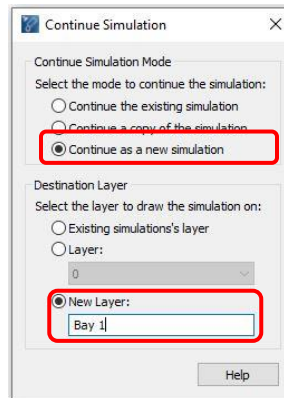 Continue Simulation
Continue Simulation Mode
Select the mode to continue the simulation:
Continue the existing simulation
Continue a copy of the simulation
Continue as a new simulation
Destination Layer
Select the layer to draw the simulation on:
Existing simulations's layer
Layer:
0
New Layer:
Bay 1
Help